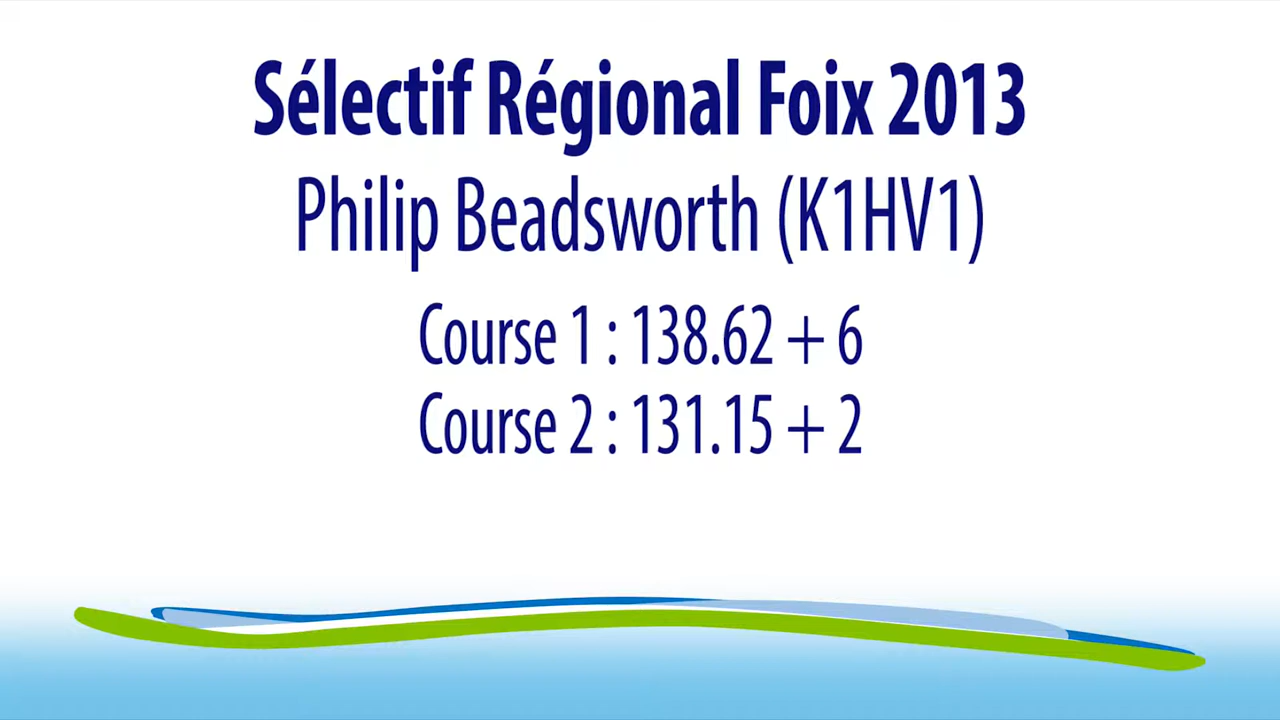 Sélectif Régional Foix 2013
Philip Beadsworth (K1HV1)
Course 1 : 138.62 + 6
Course 2 : 131.15 + 2